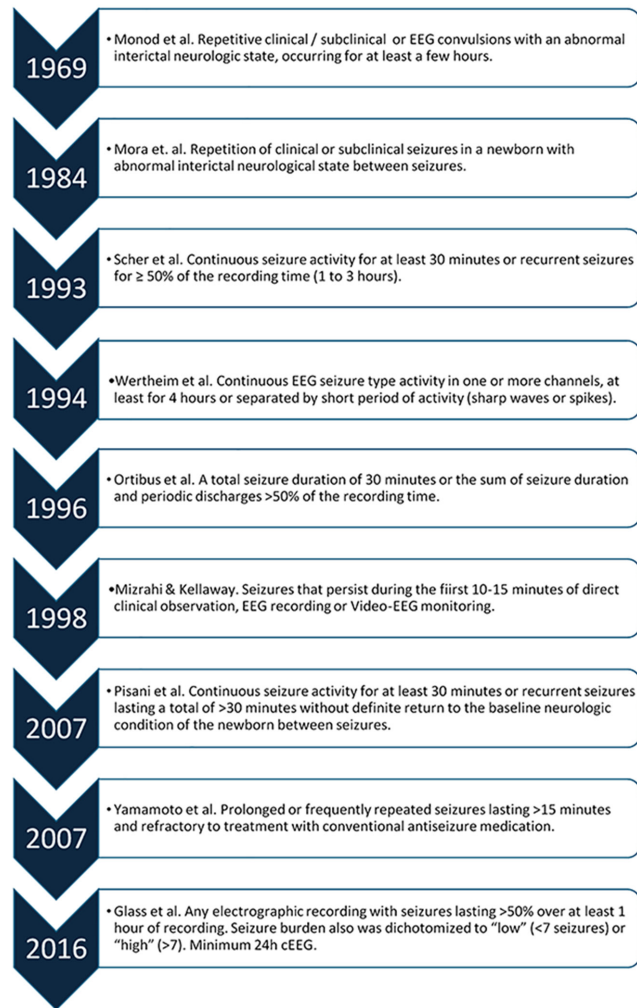 1969
• Monod et al. Repetitive clinical / subclinical or EEG convulsions with an abnormal
interictal neurologic state, occurring for at least a few hours.
1984
• Mora et. al. Repetition of clinical or subclinical seizures in a newborn with
abnormal interictal neurological state between seizures.
1993
• Scher et al. Continuous seizure activity for at least 30 minutes or recurrent seizures
for ≥ 50% of the recording time (1 to 3 hours).
1994
•Wertheim et al. Continuous EEG seizure type activity in one or more channels, at
least for 4 hours or separated by short period of activity (sharp waves or spikes).
1996
• Ortibus et al. A total seizure duration of 30 minutes or the sum of seizure duration
and periodic discharges >50% of the recording time.
1998
•Mizrahi & Kellaway. Seizures that persist during the fiirst 10-15 minutes of direct
clinical observation, EEG recording or Video-EEG monitoring.
2007
• Pisani et al. Continuous seizure activity for at least 30 minutes or recurrent seizures
lasting a total of >30 minutes without definite return to the baseline neurologic
condition of the newborn between seizures.
2007
• Yamamoto et al. Prolonged or frequently repeated seizures lasting >15 minutes
and refractory to treatment with conventional antiseizure medication.
2016
• Glass et al. Any electrographic recording with seizures lasting >50% over at least 1
hour of recording. Seizure burden also was dichotomized to “low” (<7 seizures) or
“high” (>7). Minimum 24h cEEG.